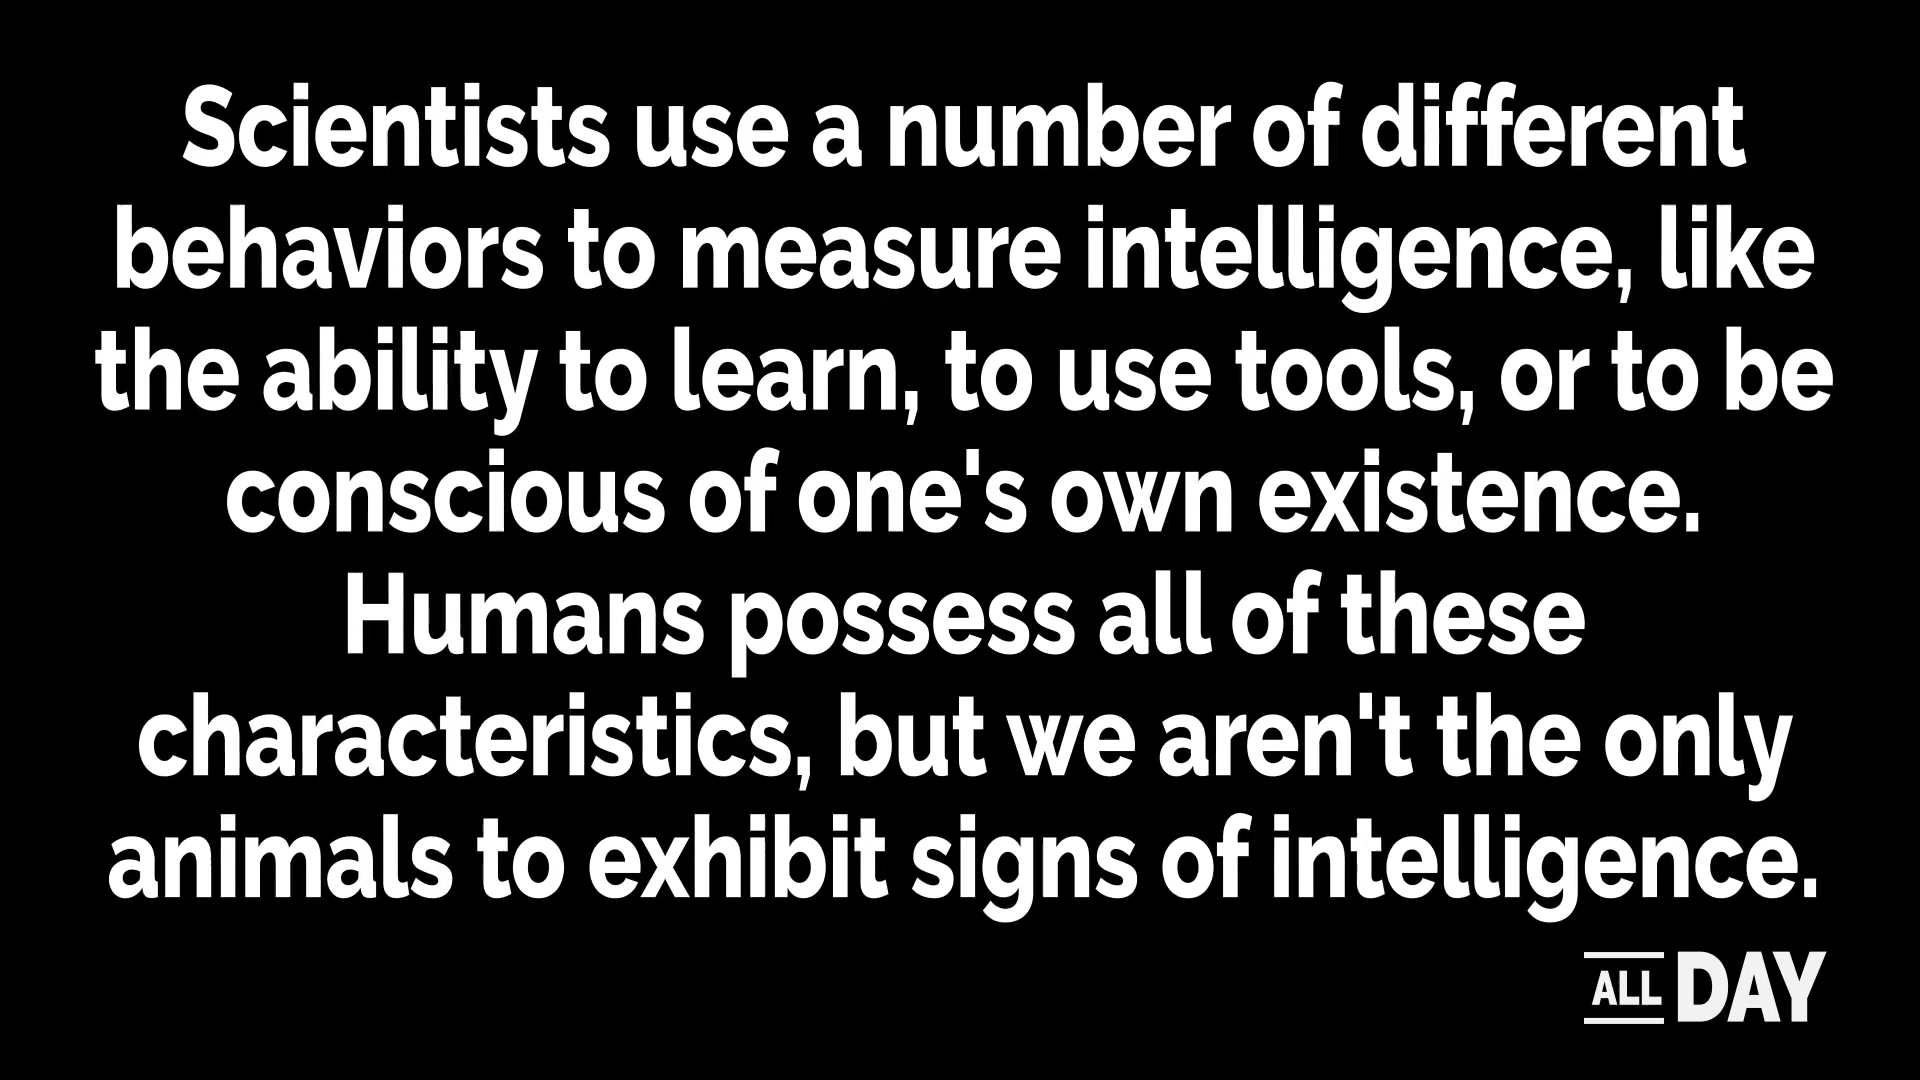 Scientists use a number of different
behaviors to measure intelligence, like
the ability to learn, to use tools, or to be
conscious of one's own existence.
Humans possess all of these
characteristics, but we aren't the only
animals to exhibit signs of intelligence.
ALL DAY